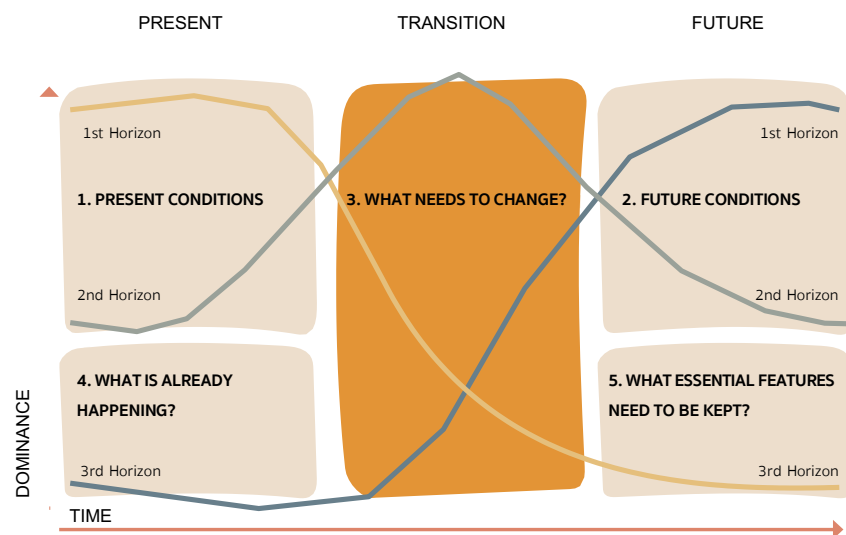 PRESENT
TRANSITION
FUTURE
1st Horizon
1st Horizon
1. PRESENT CONDITIONS
3. WHAT NEEDS TO CHANGE?
2. FUTURE CONDITIONS
2nd Horizon
2nd Horizon
4. WHAT IS ALREADY
HAPPENING?
5. WHAT ESSENTIAL FEATURES
NEED TO BE KEPT?
3rd Horizon
3rd Horizon
DOMINANCE
TIME